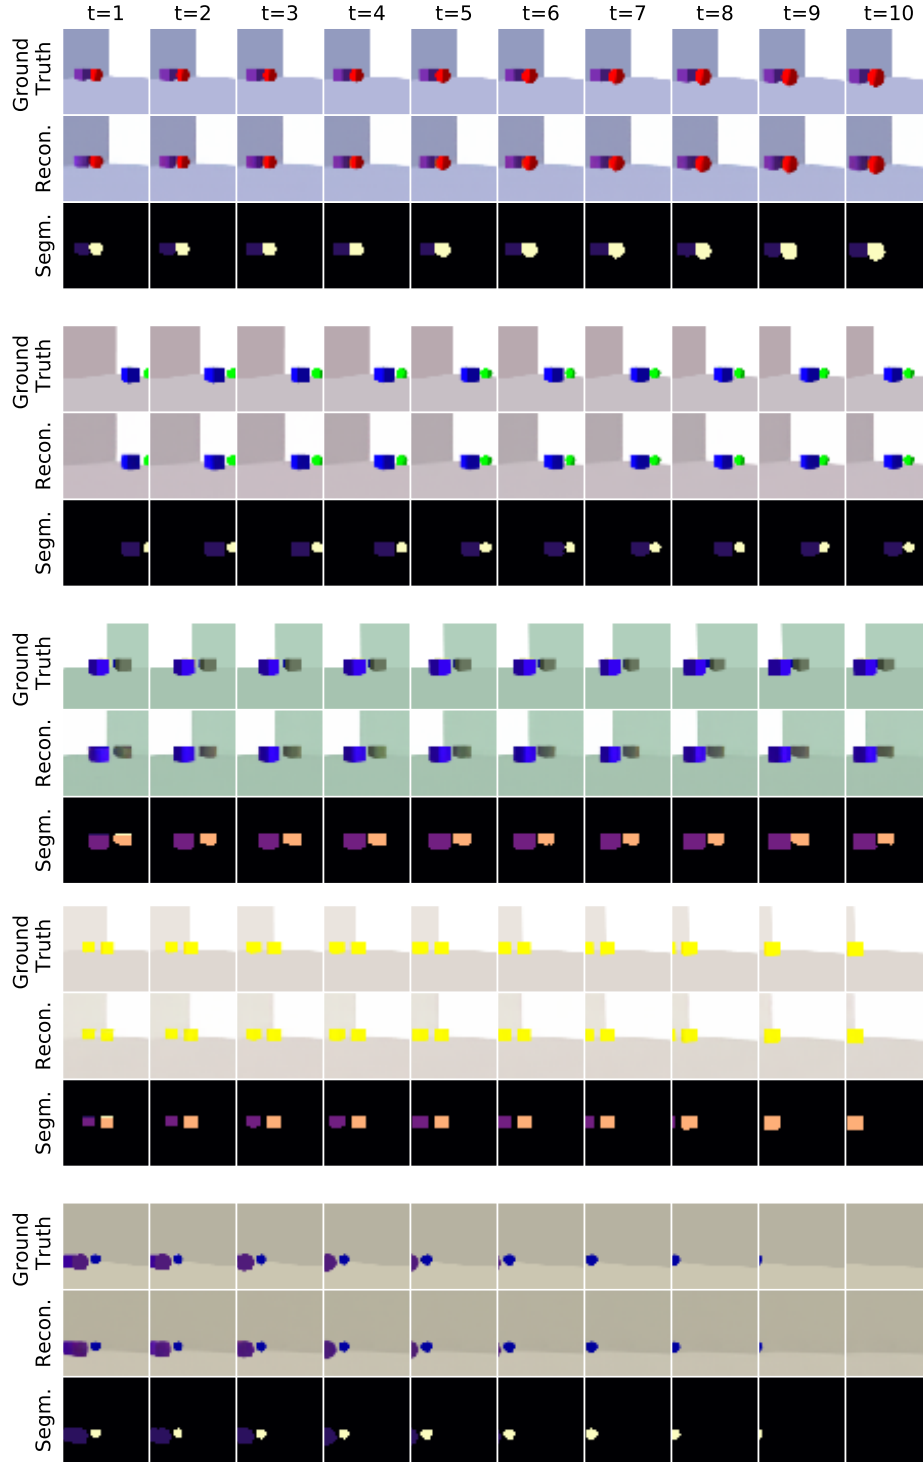 t=1 t=2 t=3 t=4 t=5 t=6 t=7 t=8 t=9 t=10
Ground
Truth
Recon.
Segm.
Ground
Truth
Recon.
Segm.
Ground
Truth
Recon.
Segm.
Ground
Truth
Recon.
Segm.
Ground
Truth
Recon.
Segm.